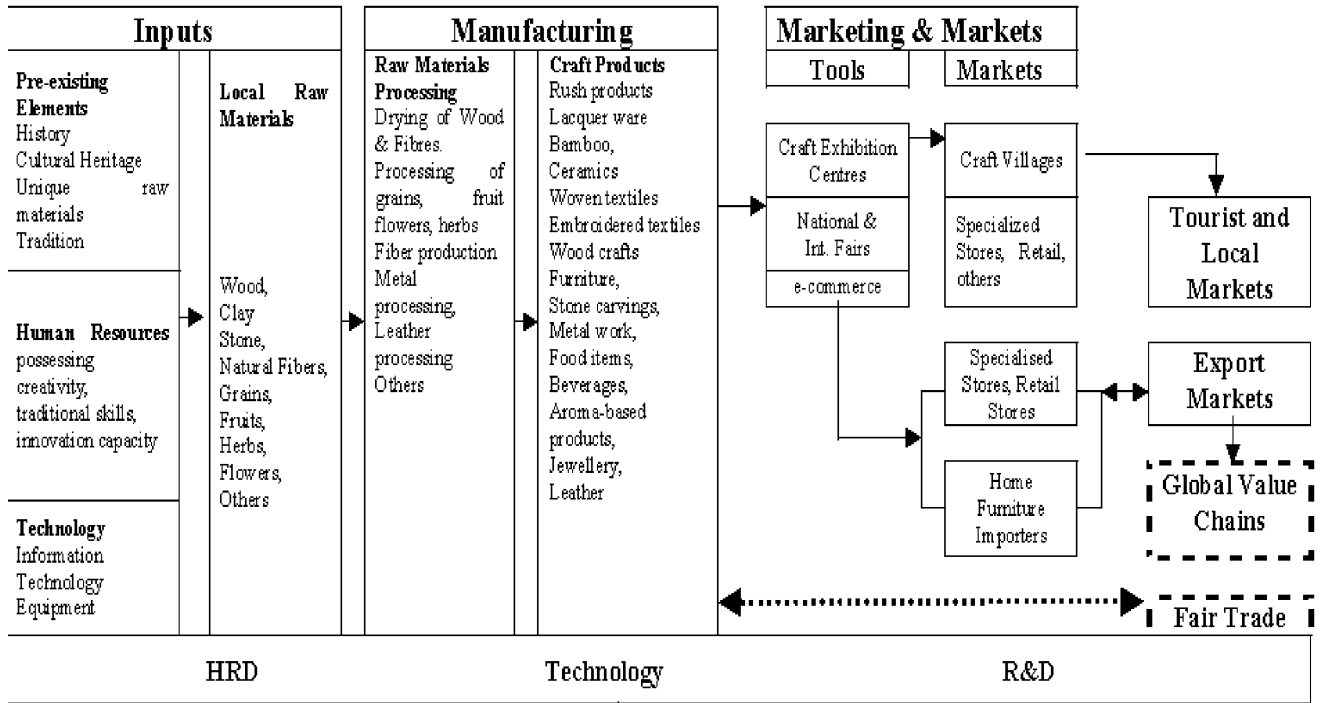 Inputs
Pre-existing
Elements
History
Cultural Heritage
Unique raw
materials
Tradition
Human Resources
possessing
creativity,
traditional skills,
innovation capacity
Technology
Information
Technology
Equipment
Local Raw
Materials
Wood,
Clay
Stone,
Natural Fibers,
Grains,
Fruits,
Herbs,
Flowers,
Others
Manufacturing
Raw Materials
Processing
Drying of Wood
& Fibres.
Processing of
grains, fruit
flowers, herbs
Fiber production
Metal
processing,
Leather
processing
Others
Craft Products
Rush products
Lacquer ware
Bamboo,
Ceramics
Woven textiles
Embroidered textiles
Wood crafts
Furniture,
Stone carvings,
Metal work,
Food items,
Beverages,
Aroma-based
products,
Jewellery,
Leather
Marketing & Markets
Tools
Markets
Craft Exhibition
Centres
National &
Int. Fairs
e-commerce
Craft Villages
Specialized
Stores, Retail,
others
Specialised
Stores, Retail
Stores
Home
Furniture
Importers
Tourist and
Local
Markets
Export
Markets
Global Value
Chains
Fair Trade
HRD
Technology
R&D